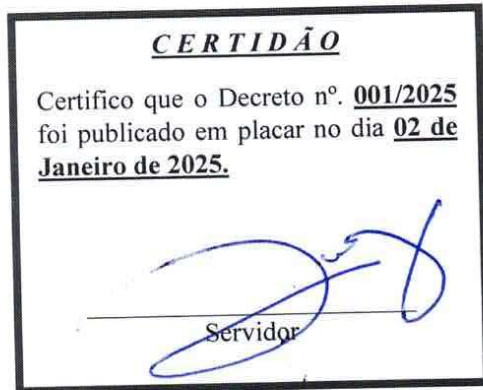 CERTIDÃO
Certifico que o Decreto nº. 001/2025
foi publicado em placar no dia 02 de
Janeiro de 2025.
Servidor